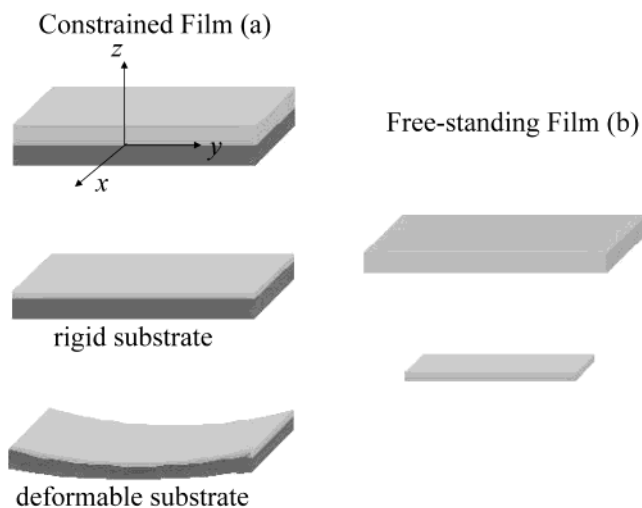 Constrained Film (a)
z
y
x
rigid substrate
deformable substrate
Free-standing Film (b)